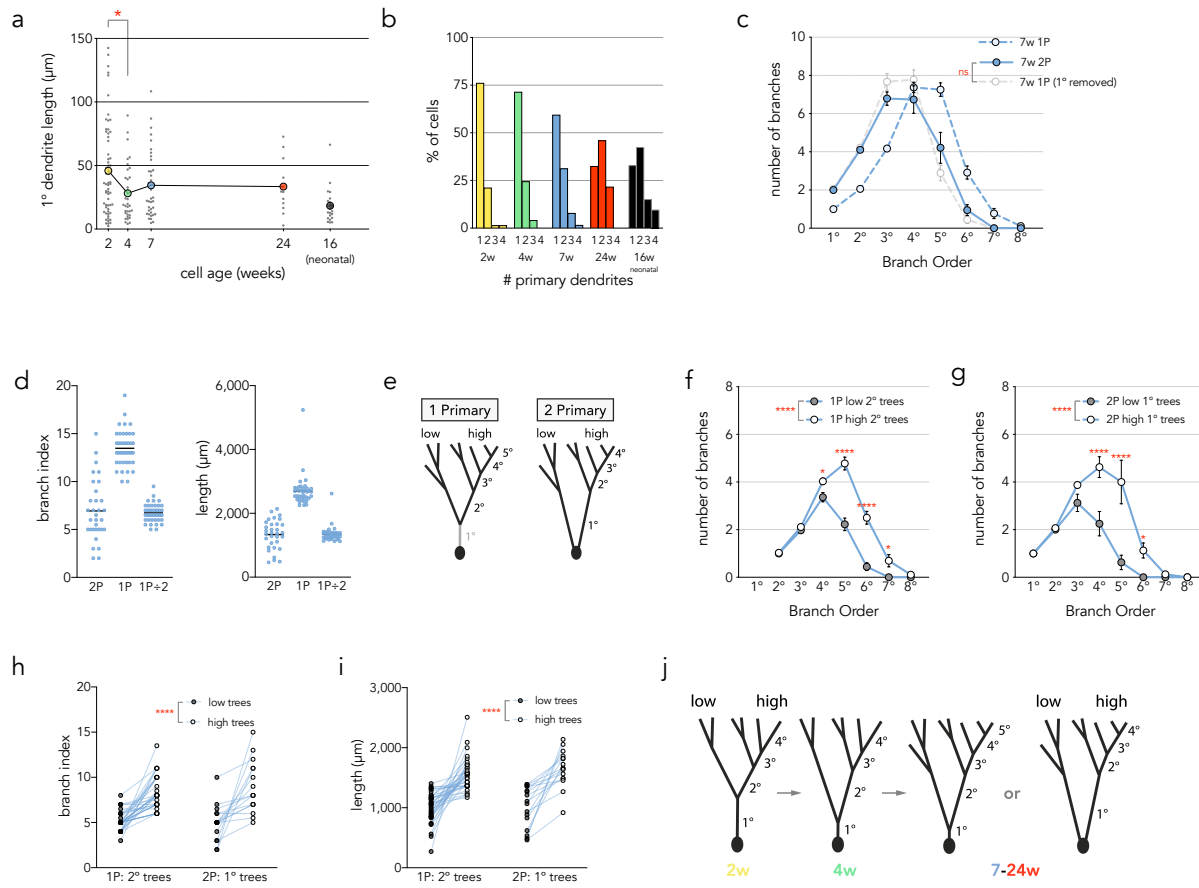 a
*
1° dendrite length (μm)
150
100
50
0
2 4 7 24 16
(neonatal)
cell age (weeks)
b
% of cells
100
75
50
25
0
1234 1234 1234 1234 1234
2w 4w 7w 24w 16w
neonatal
# primary dendrites
c
number of branches
10
8
6
4
2
0
7w 1P
7w 2P
ns
7w 1P (1° removed)
1° 2° 3° 4° 5° 6° 7° 8°
Branch Order
d
branch index
20
15
10
5
0
2P 1P 1P÷2
length (μm)
6,000
4,000
2,000
0
2P 1P 1P÷2
e
1 Primary
2 Primary
low high
low high
5°
4°
3°
2°
1°
4°
3°
2°
1°
f
number of branches
8
6
4
2
0
1P low 2° trees
****
1P high 2° trees
* **** **** *
1° 2° 3° 4° 5° 6° 7° 8°
Branch Order
g
number of branches
8
6
4
2
0
2P low 1° trees
****
2P high 1° trees
**** **** *
1° 2° 3° 4° 5° 6° 7° 8°
Branch Order
h
branch index
20
15
10
5
0
low trees
****
high trees
1P: 2° trees 2P: 1° trees
i
length (μm)
3,000
2,000
1,000
0
low trees
****
high trees
1P: 2° trees 2P: 1° trees
j
low high
low high
4°
3°
2°
1°
4°
3°
2°
1°
5°
4°
3°
2°
1°
or
4°
3°
2°
1°
2w 4w 7-24w